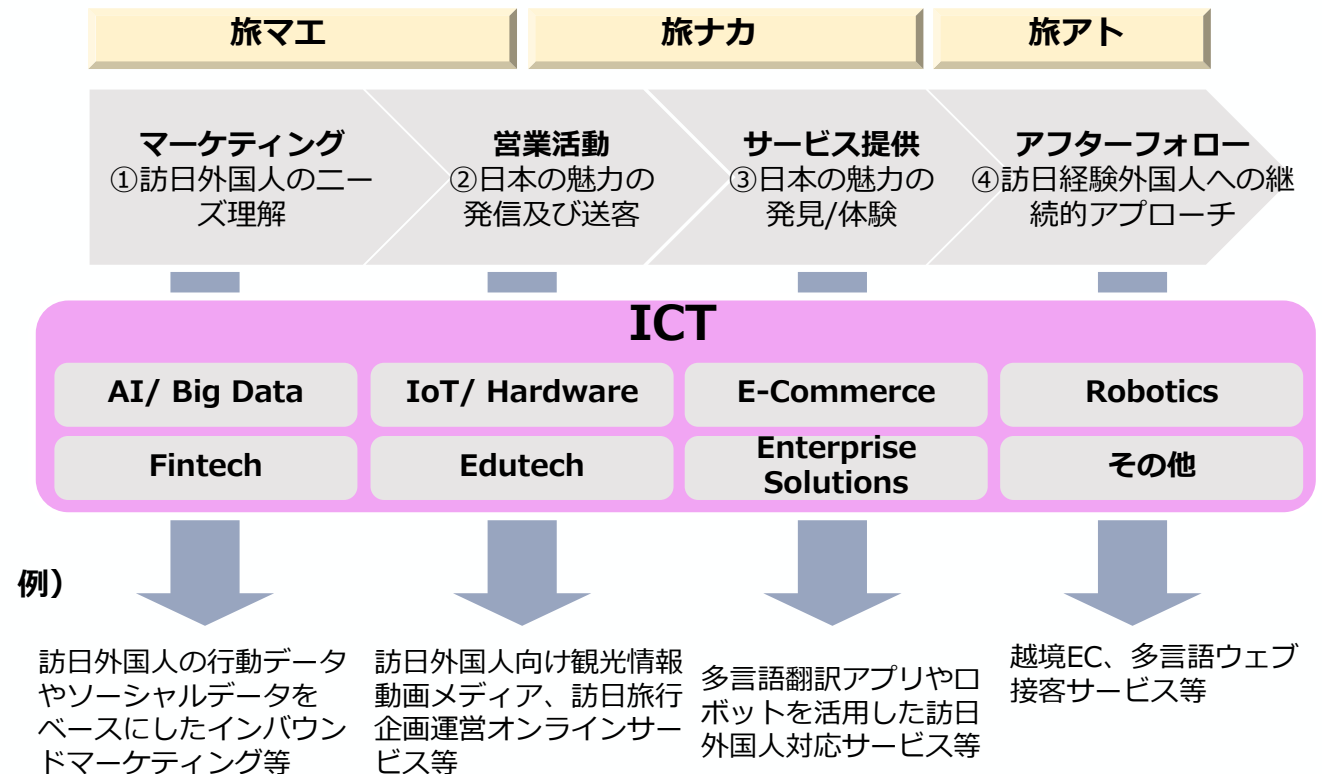 旅マエ
旅ナカ
旅アト
マーケティング
①訪日外国人のニー
ズ理解
営業活動
②日本の魅力の
発信及び送客
サービス提供
③日本の魅力の
発見/体験
アフターフォロー
④訪日経験外国人への継
続的アプローチ
ICT
AI/ Big Data
IoT/ Hardware
E-Commerce
Robotics
Fintech
Edutech
Enterprise
Solutions
その他
例）
訪日外国人の行動データ
やソーシャルデータを
ベースにしたインバウン
ドマーケティング等
訪日外国人向け観光情報
動画メディア、訪日旅行
企画運営オンラインサー
ビス等
多言語翻訳アプリやロ
ボットを活用した訪日
外国人対応サービス等
越境EC、多言語ウェブ
接客サービス等